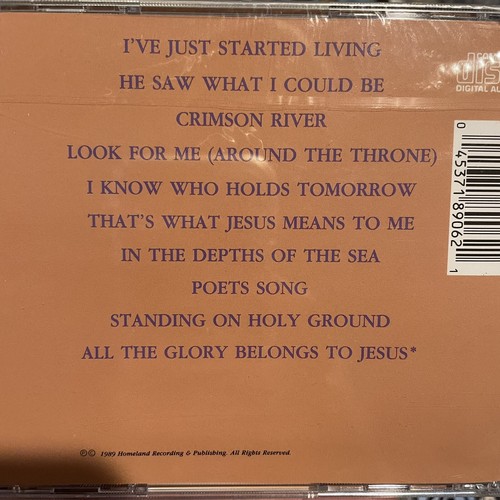 I'VE JUST STARTED LIVING
HE SAW WHAT I COULD BE
CRIMSON RIVER
LOOK FOR ME (AROUND THE THRONE)
I KNOW WHO HOLDS TOMORROW
THAT'S WHAT JESUS MEANS TO ME
IN THE DEPTHS OF THE SEA
POETS SONG
STANDING ON HOLY GROUND
ALL THE GLORY BELONGS TO JESUS*
DIGITAL AU
0 45371 89062 1
℗© 1989 Homeland Recording & Publishing. All Rights Reserved.